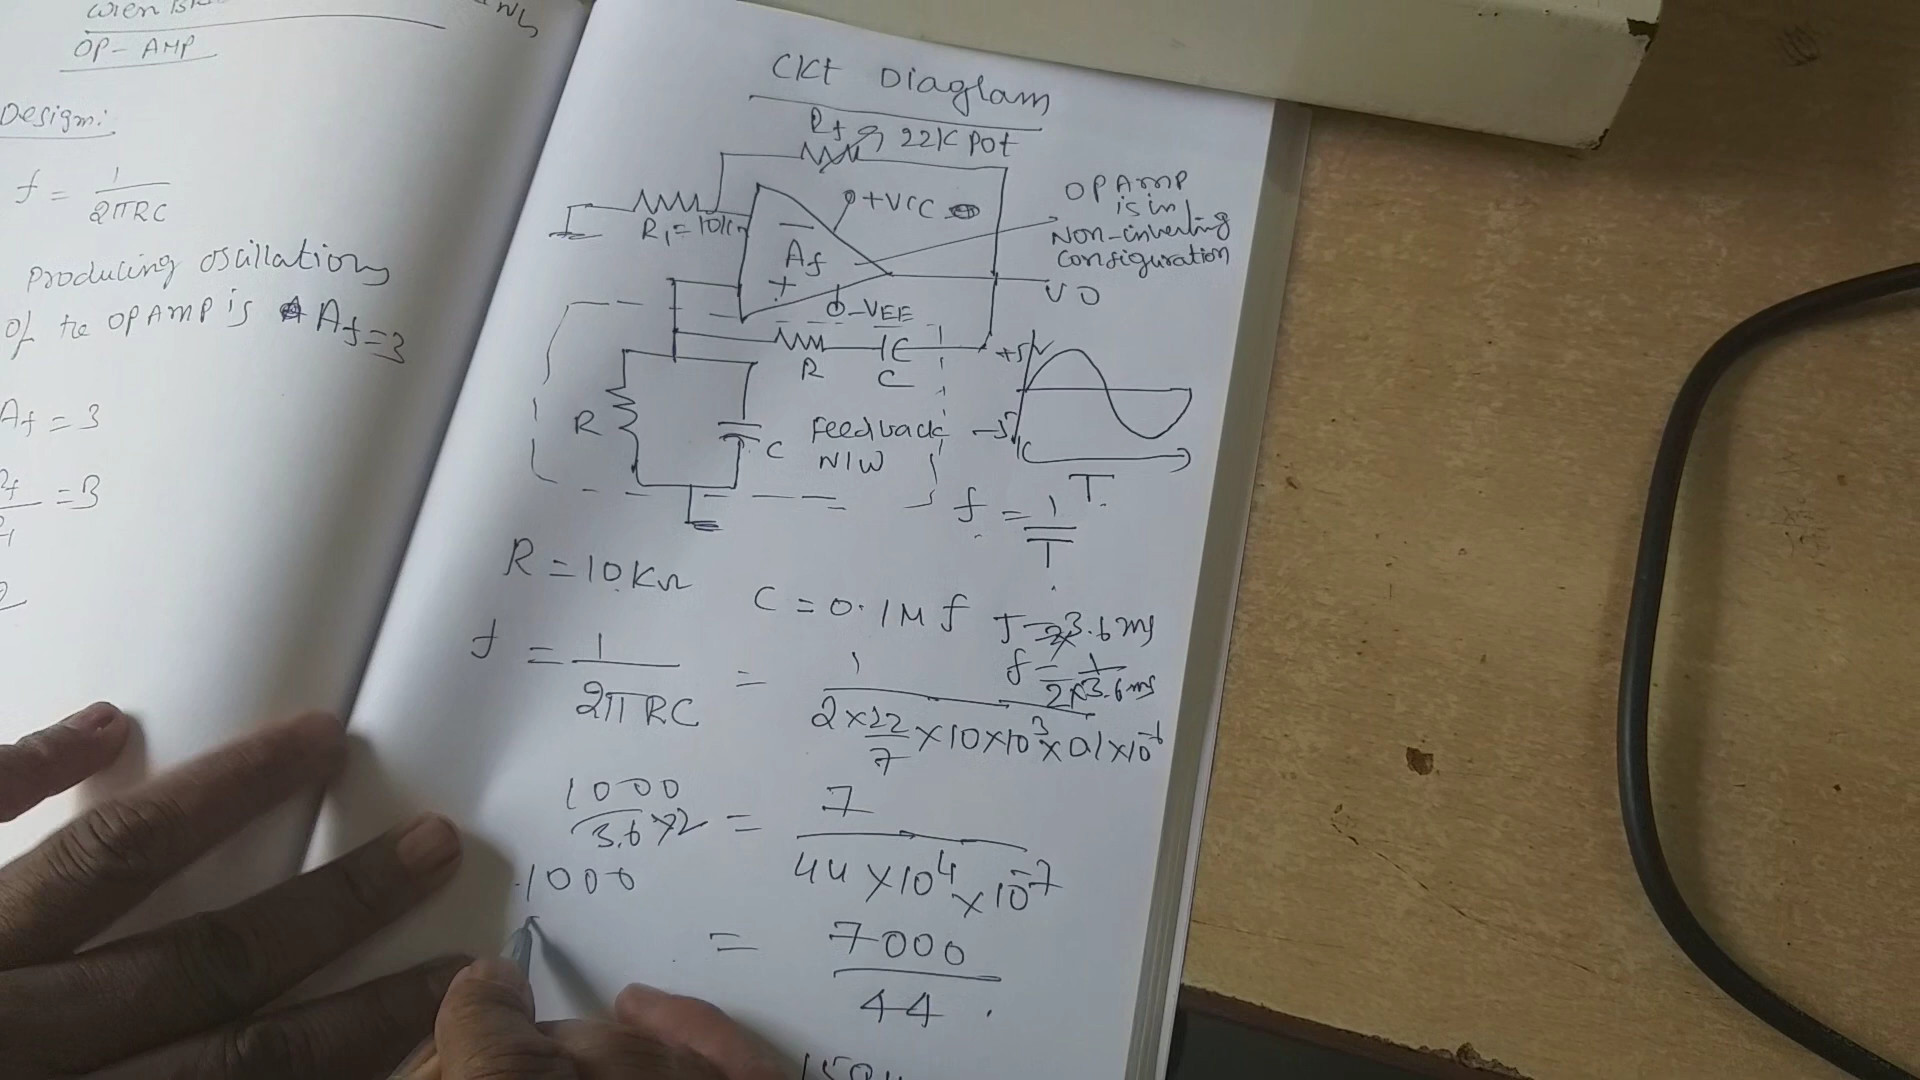 OP-AMP
Design:
f = 1
2πRC
producing oscillations
of the OPAMP is Af=3
Af = 3
=3
CKt Diagram
Rf 22K Pot
R1=10K
+VCC
-
Af
+
-VEE
OPAmp
is in
Non-inverting
configuration
VO
R
C
R
C
Feedback
N/W
+5V
-5
T
f = 1
T
R = 10KΩ
C = 0.1Mf
T = 3.6ms
f = 1
2×3.6ms
f = 1 = 1
2πRC 2×22×10×10³×0.1×10-6
7
1000 = 7
3.6×2 44×10⁴×10-7
1000
= 7000
44